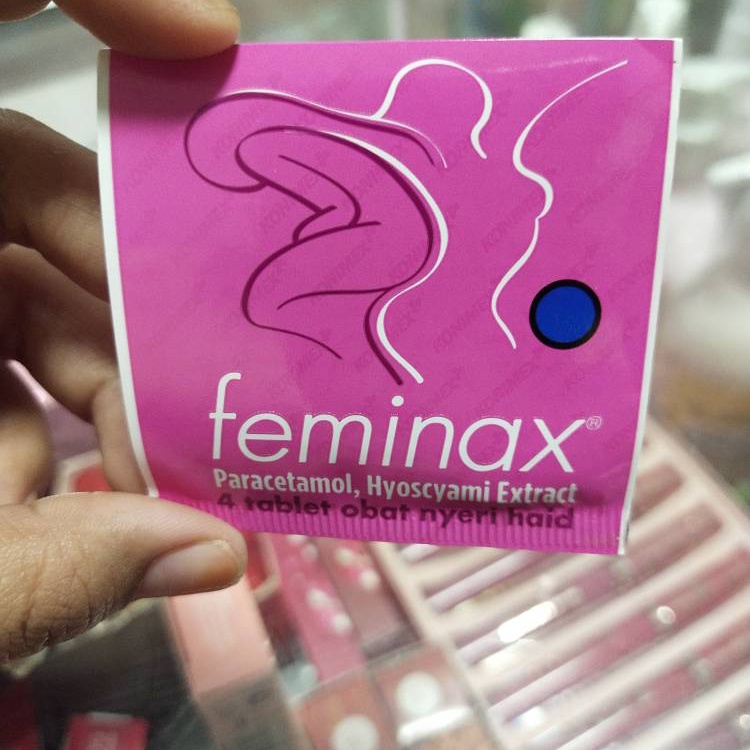 feminax®
Paracetamol, Hyoscyami Extract
4 tablet obat nyeri haid